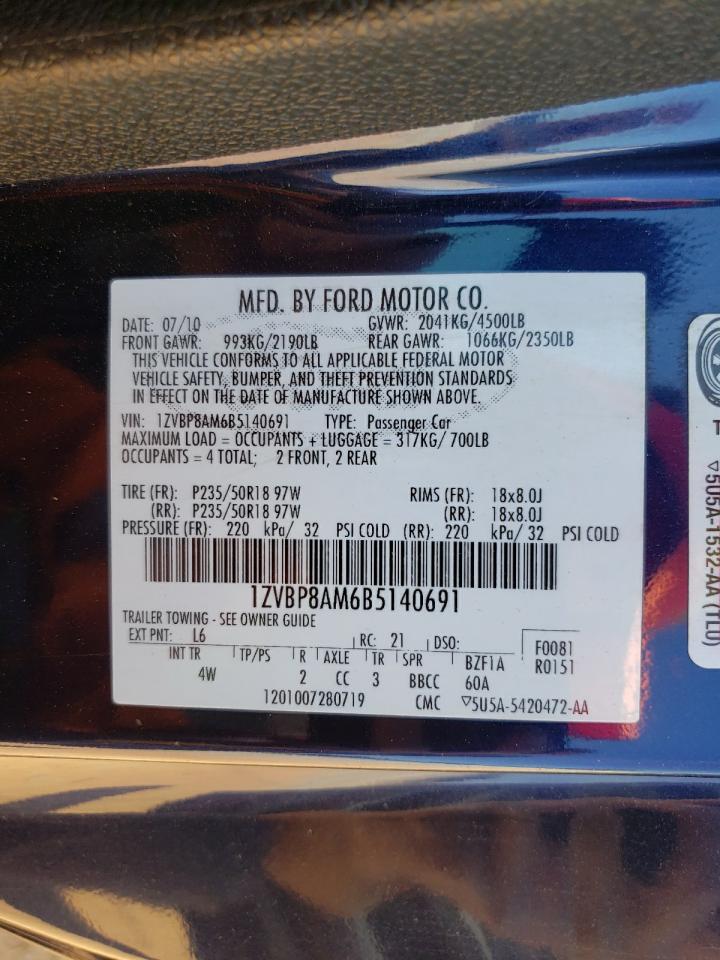 MFD. BY FORD MOTOR CO.
DATE: 07/10 GVWR: 2041KG/4500LB
FRONT GAWR: 993KG/2190LB REAR GAWR: 1066KG/2350LB
THIS VEHICLE CONFORMS TO ALL APPLICABLE FEDERAL MOTOR
VEHICLE SAFETY, BUMPER, AND THEFT PREVENTION STANDARDS
IN EFFECT ON THE DATE OF MANUFACTURE SHOWN ABOVE.
VIN: 1ZVBP8AM6B5140691 TYPE: Passenger Car
MAXIMUM LOAD = OCCUPANTS + LUGGAGE = 317KG/ 700LB
OCCUPANTS = 4 TOTAL; 2 FRONT, 2 REAR
TIRE (FR): P235/50R18 97W RIMS (FR): 18x8.0J
(RR): P235/50R18 97W (RR): 18x8.0J
PRESSURE (FR): 220 kPa/ 32 PSI COLD (RR): 220 kPa/ 32 PSI COLD
1ZVBP8AM6B5140691
TRAILER TOWING - SEE OWNER GUIDE
EXT PNT: L6 RC: 21 DSO: F0081
INT TR TP/PS R AXLE TR SPR BZF1A R0151
4W 2 CC 3 BBCC 60A
1201007280719 CMC ▽5U5A-5420472-AA
T
▽5U5A-1532-AA (TL0)